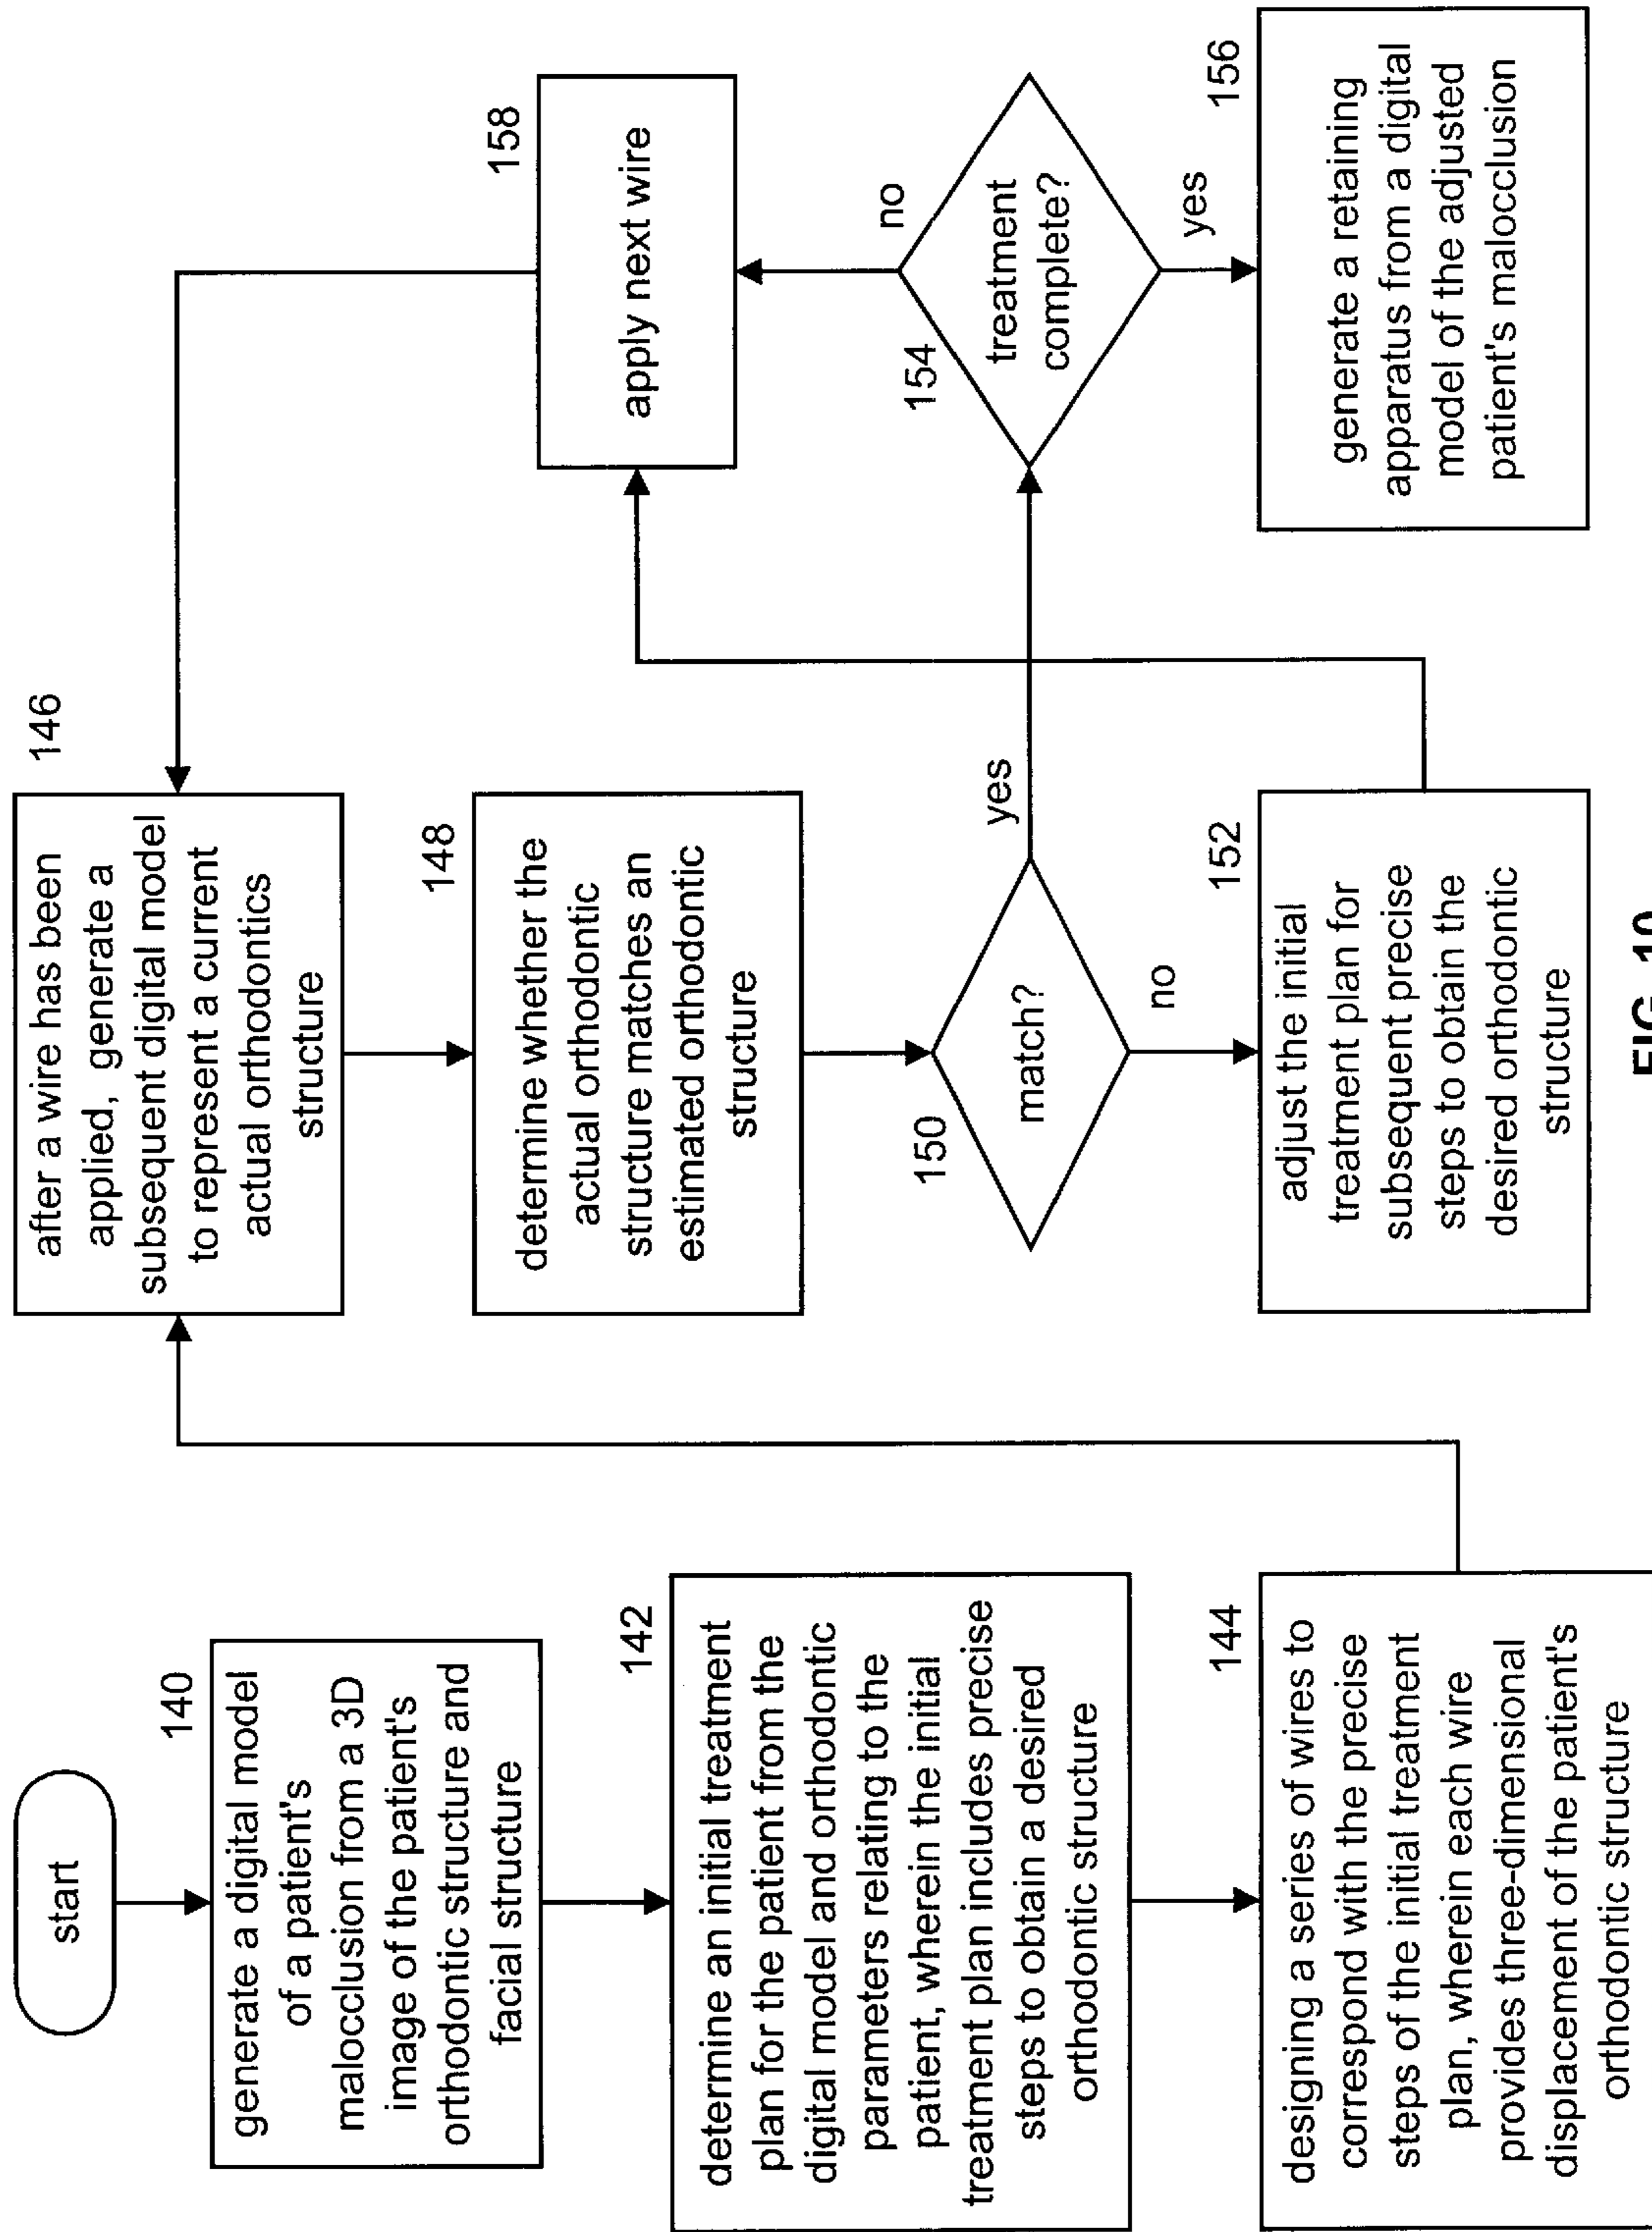 start
140
generate a digital model
of a patient's
malocclusion from a 3D
image of the patient's
orthodontic structure and
facial structure
142
determine an initial treatment
plan for the patient from the
digital model and orthodontic
parameters relating to the
patient, wherein the initial
treatment plan includes precise
steps to obtain a desired
orthodontic structure
144
designing a series of wires to
correspond with the precise
steps of the initial treatment
plan, wherein each wire
provides three-dimensional
displacement of the patient's
orthodontic structure
146
after a wire has been
applied, generate a
subsequent digital model
to represent a current
actual orthodontics
structure
148
determine whether the
actual orthodontic
structure matches an
estimated orthodontic
structure
150
match?
yes
no
152
adjust the initial
treatment plan for
subsequent precise
steps to obtain the
desired orthodontic
structure
158
apply next wire
no
154
treatment
complete?
yes
156
generate a retaining
apparatus from a digital
model of the adjusted
patient's malocclusion
FIG. 10